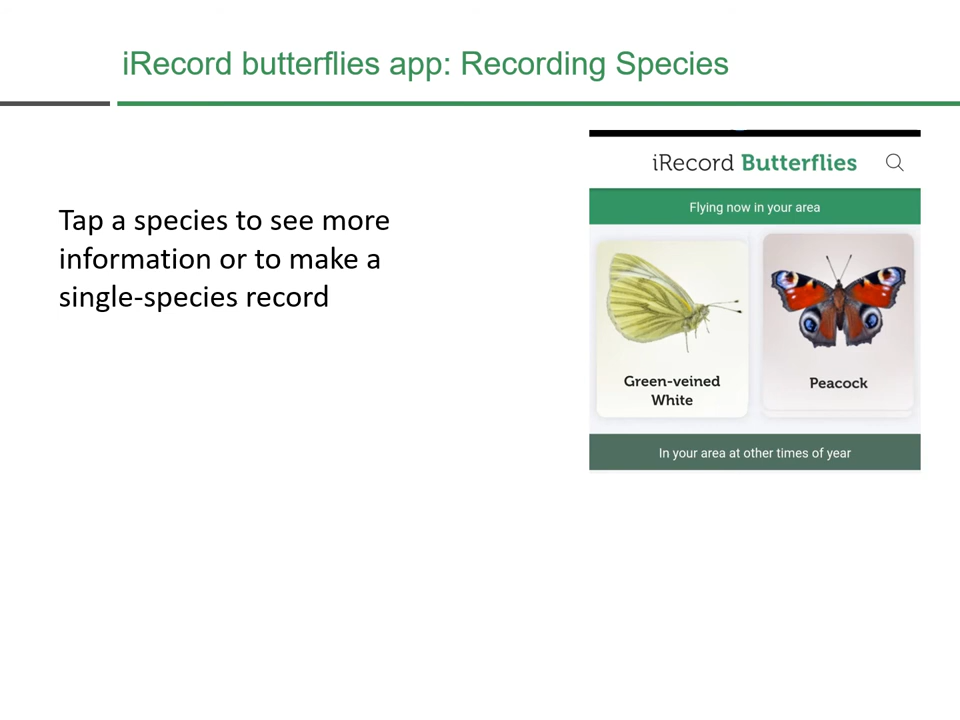 iRecord butterflies app: Recording Species
Tap a species to see more
information or to make a
single-species record
iRecord Butterflies
Flying now in your area
Green-veined
White
Peacock
In your area at other times of year